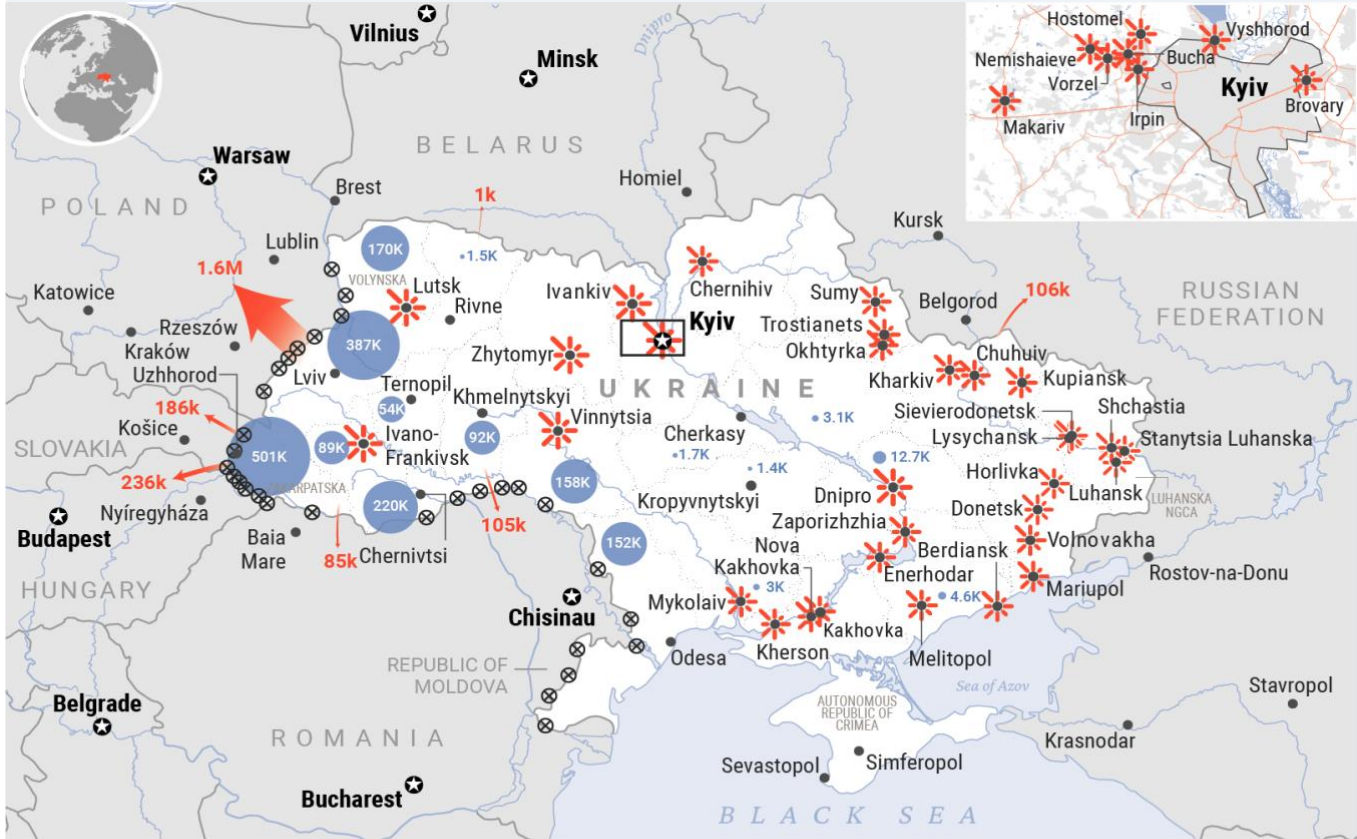 Vilnius
Minsk
Dnipro
Hostomel
Vyshhorod
Nemishaieve
Bucha
Vorzel
Kyiv
Brovary
Makariv
Irpin
Warsaw
BELARUS
Homiel
POLAND
Brest
1k
Kursk
Lublin
170K
1.5K
VOLYNSKA
1.6M
Lutsk
Ivankiv
Chernihiv
Sumy
Belgorod
106k
RUSSIAN
FEDERATION
Katowice
Rivne
Kyiv
Trostianets
Rzeszów
387K
Zhytomyr
Okhtyrka
Chuhuiv
Kraków
Uzhhorod
Lviv
Ternopil
UKRAINE
Kharkiv
Kupiansk
186k
54K
Khmelnytskyi
Vinnytsia
3.1K
Sievierodonetsk
Shchastia
SLOVAKIA
Košice
89K
Ivano-
Frankivsk
92K
Cherkasy
Lysychansk
Stanytsia Luhanska
501K
1.7K
1.4K
12.7K
Horlivka
236k
158K
Kropyvnytskyi
Dnipro
Luhansk
LUHANSKA
NGCA
Nyíregyháza
220K
105k
Zaporizhzhia
Donetsk
Budapest
Baia
Mare
85k
Chernivtsi
152K
Nova
Kakhovka
Berdiansk
Volnovakha
Enerhodar
Rostov-na-Donu
HUNGARY
Chisinau
Mykolaiv
3K
4.6K
Mariupol
Kakhovka
REPUBLIC OF
MOLDOVA
Odesa
Kherson
Melitopol
Sea of Azov
Stavropol
Belgrade
ROMANIA
AUTONOMOUS
REPUBLIC OF
CRIMEA
Krasnodar
Sevastopol
Simferopol
Bucharest
BLACK SEA